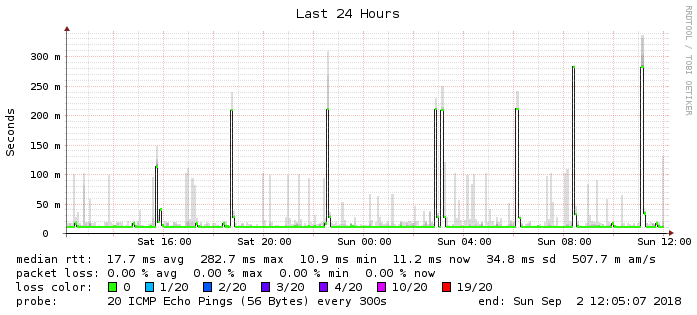 Last 24 Hours
RRDTOOL / TOBI OETIKER
Seconds
300 m
250 m
200 m
150 m
100 m
50 m
0
Sat 16:00 Sat 20:00 Sun 00:00 Sun 04:00 Sun 08:00 Sun 12:00
median rtt: 17.7 ms avg 282.7 ms max 10.9 ms min 11.2 ms now 34.8 ms sd 507.7 m am/s
packet loss: 0.00 % avg 0.00 % max 0.00 % min 0.00 % now
loss color: 0 1/20 2/20 3/20 4/20 10/20 19/20
probe: 20 ICMP Echo Pings (56 Bytes) every 300s end: Sun Sep 2 12:05:07 2018